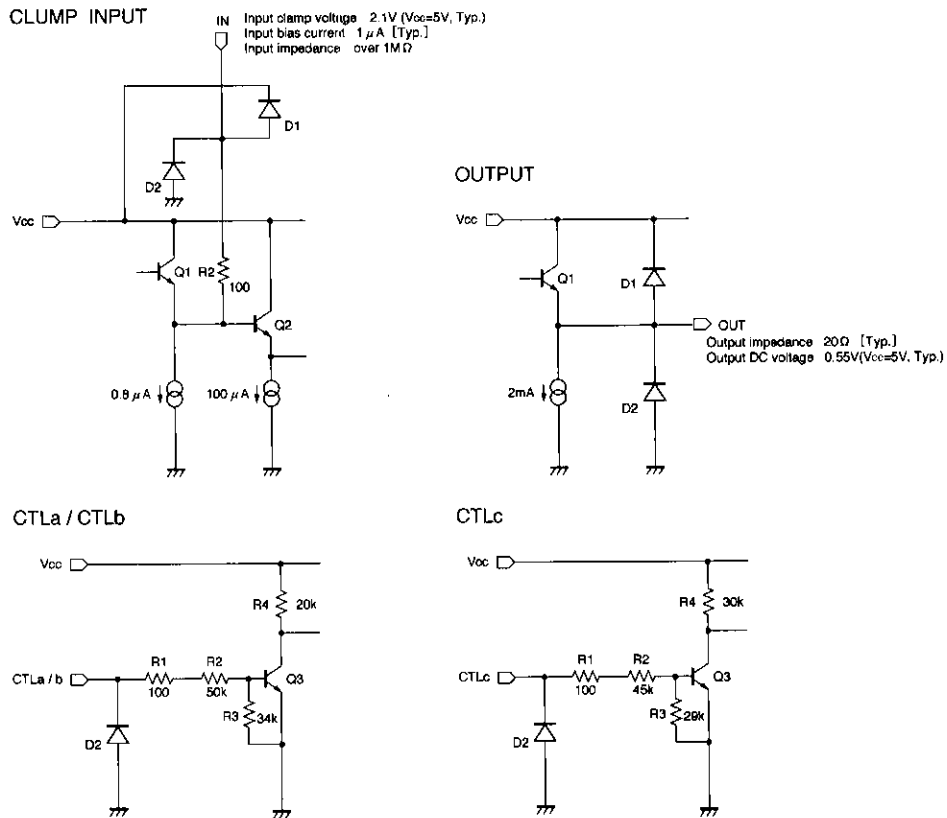 CLUMP INPUT
IN
Input clamp voltage 2.1V (Vcc=5V, Typ.)
Input bias current 1μA [Typ.]
Input impedance over 1MΩ
D1
D2
Vcc
Q1
R2
100
Q2
0.8μA
100μA
OUTPUT
Vcc
Q1
D1
OUT
Output impedance 20Ω [Typ.]
Output DC voltage 0.55V(Vcc=5V, Typ.)
2mA
D2
CTLa / CTLb
Vcc
R4
20k
CTLa / b
R1
100
R2
50k
Q3
R3
34k
D2
CTLc
Vcc
R4
30k
CTLc
R1
100
R2
45k
Q3
R3
29k
D2